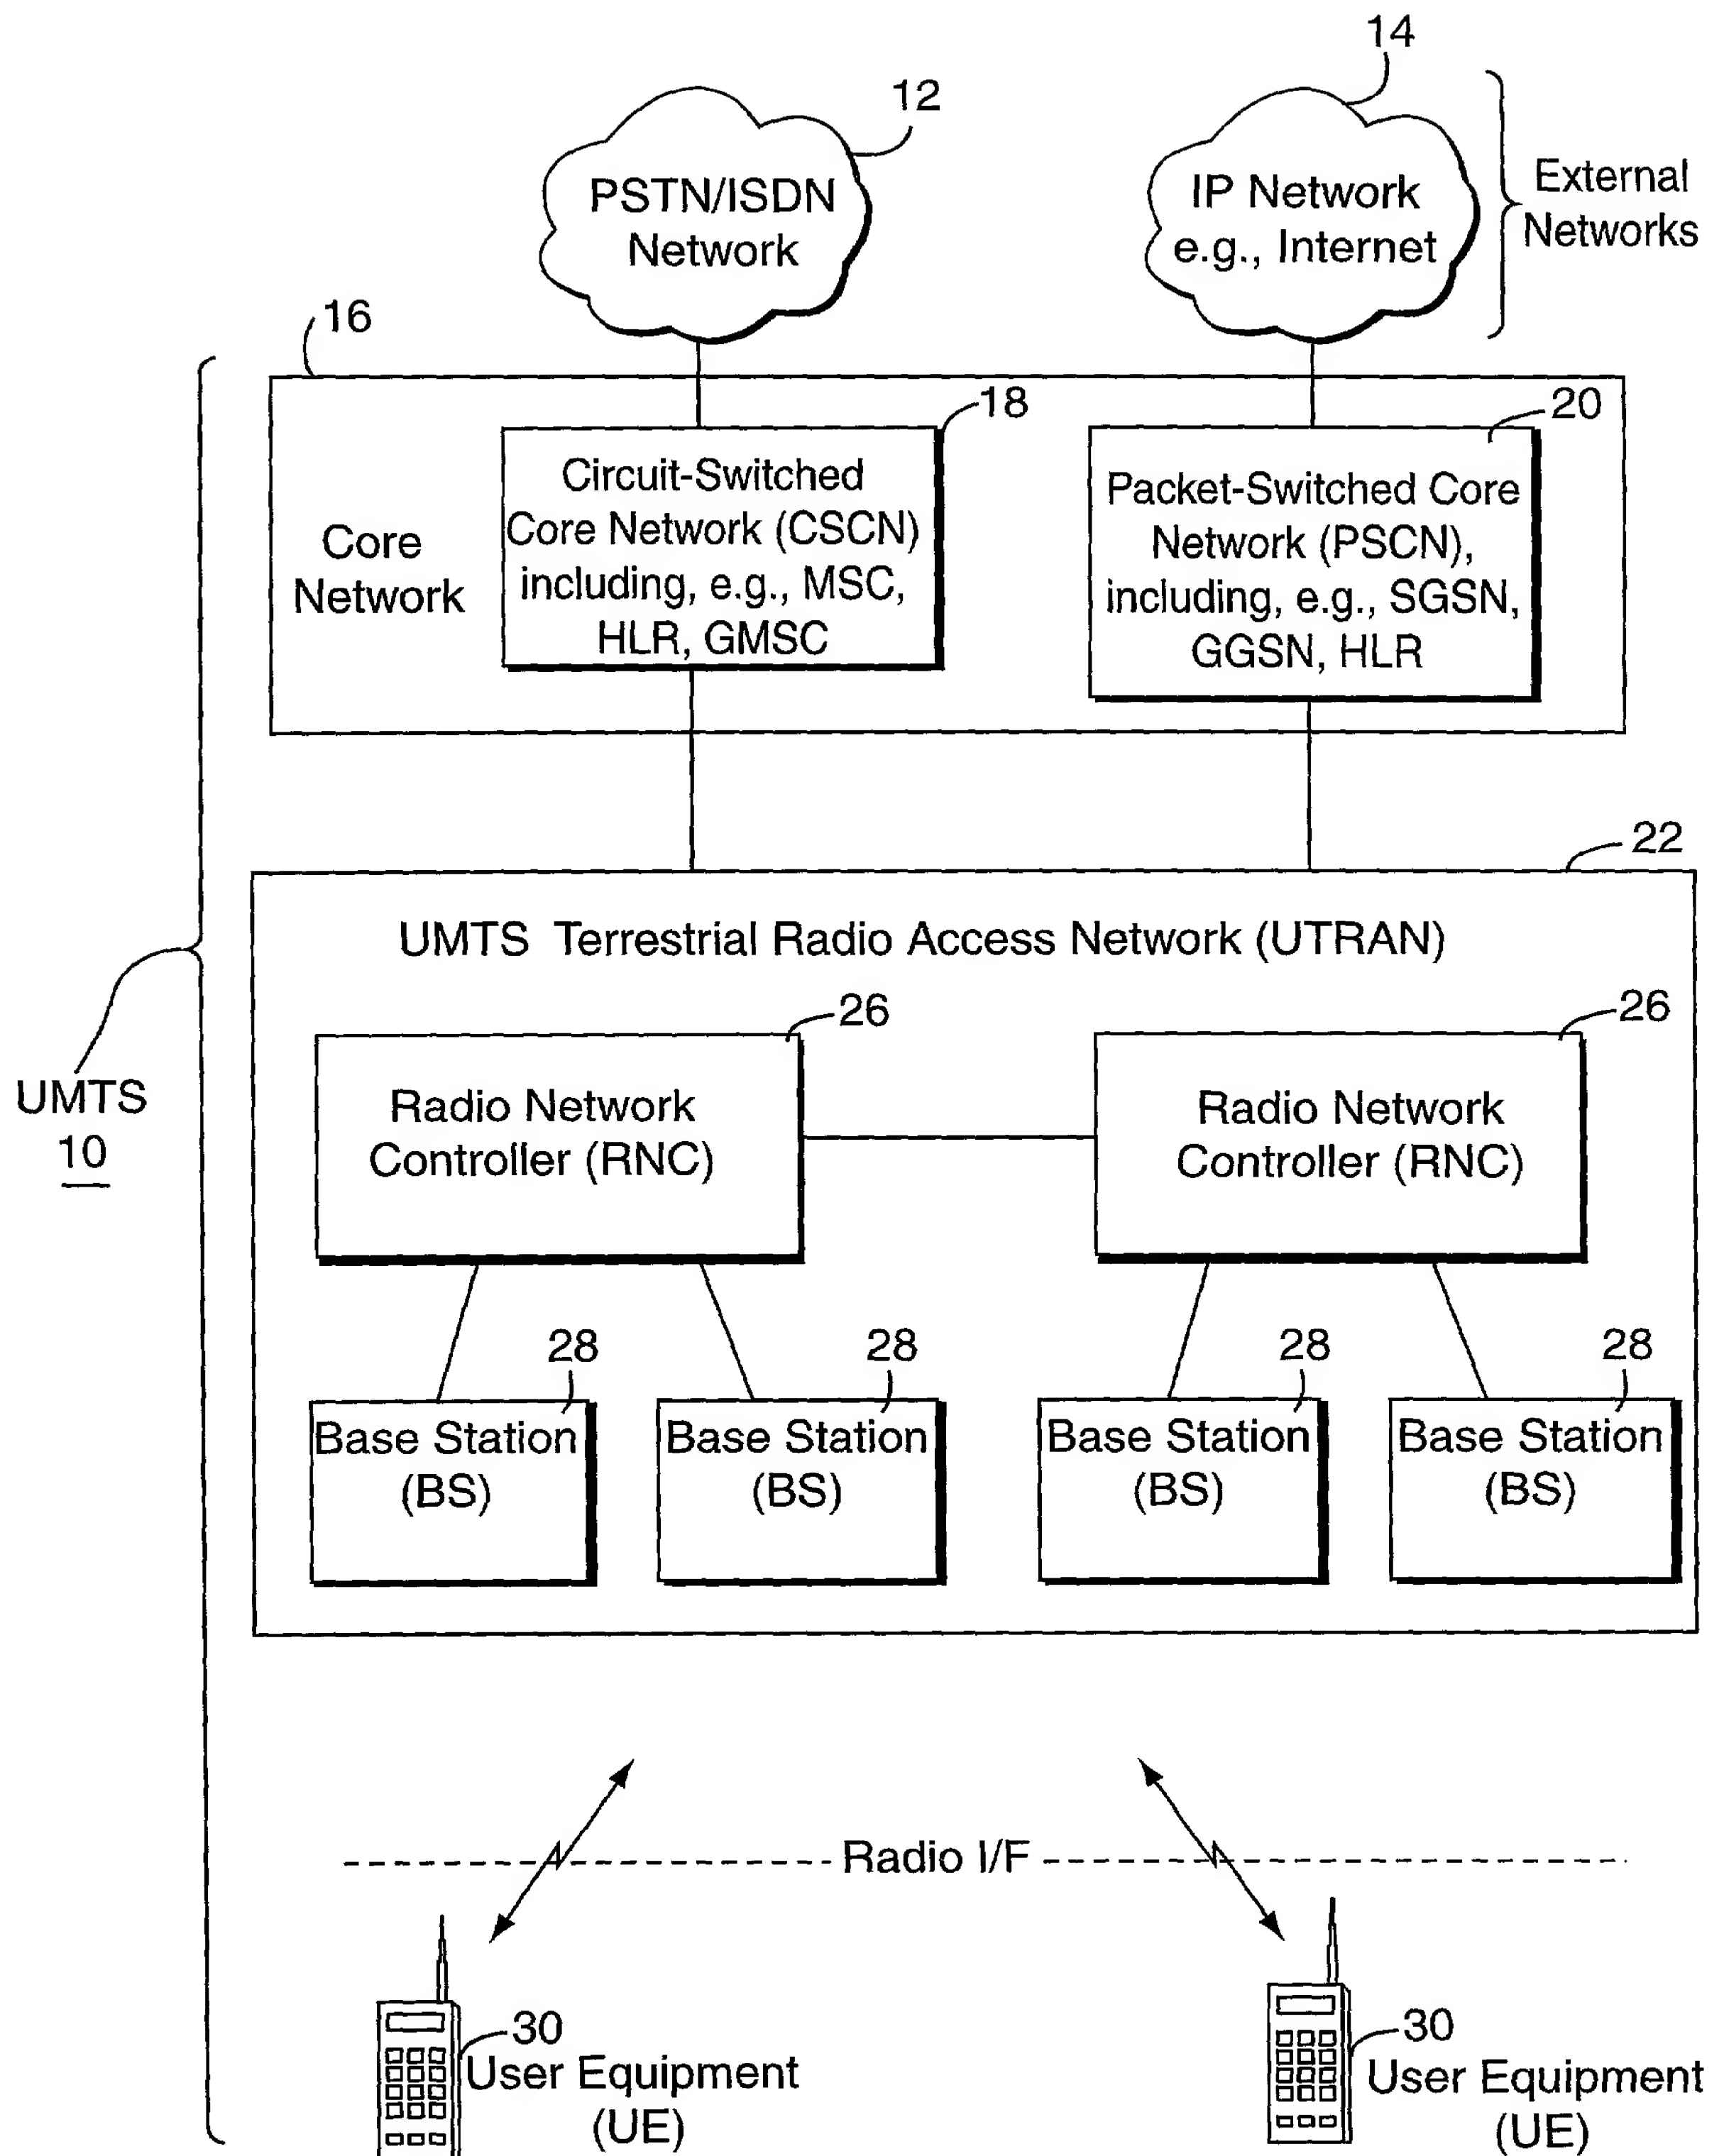 14
12
PSTN/ISDN
Network
IP Network
e.g., Internet
External
Networks
16
18
20
Core
Network
Circuit-Switched
Core Network (CSCN)
including, e.g., MSC,
HLR, GMSC
Packet-Switched Core
Network (PSCN),
including, e.g., SGSN,
GGSN, HLR
22
UMTS Terrestrial Radio Access Network (UTRAN)
26
26
UMTS
10
Radio Network
Controller (RNC)
Radio Network
Controller (RNC)
28
28
28
28
Base Station
(BS)
Base Station
(BS)
Base Station
(BS)
Base Station
(BS)
Radio I/F
30
User Equipment
(UE)
30
User Equipment
(UE)